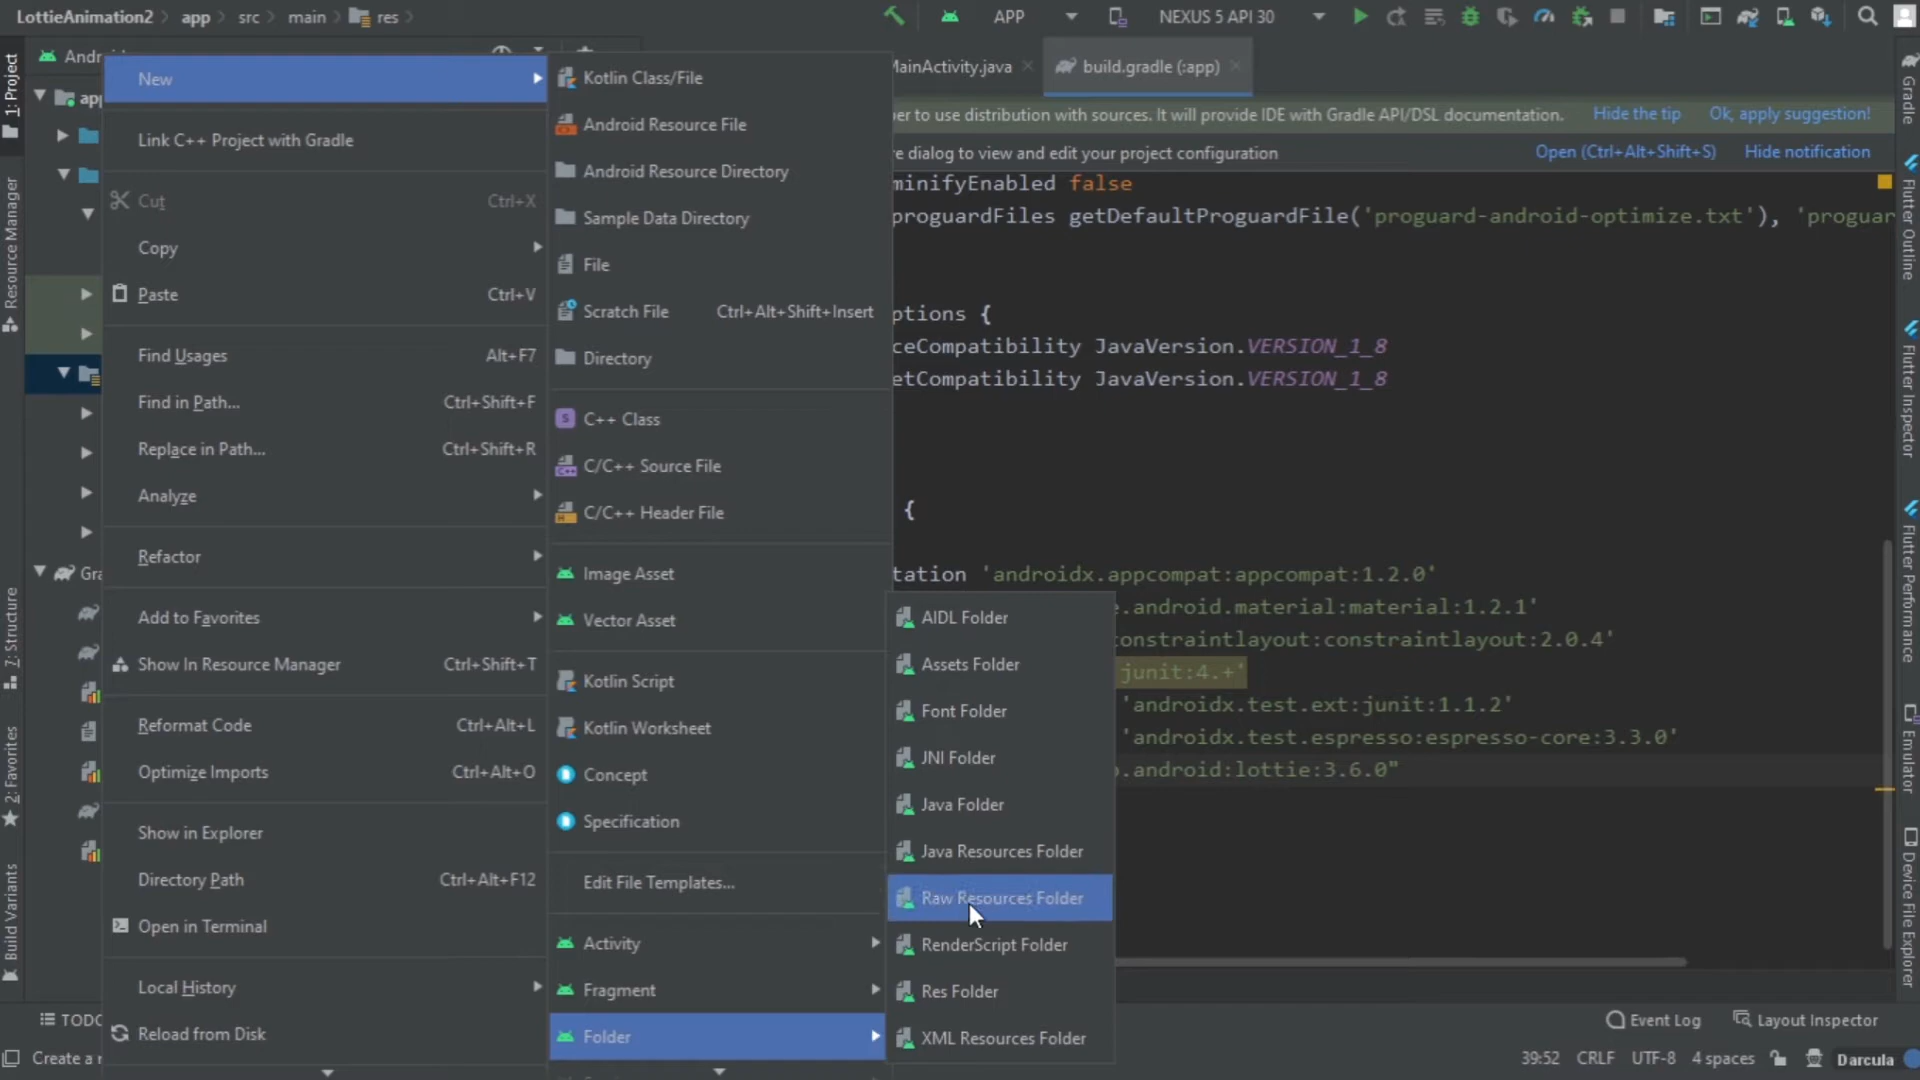 LottieAnimation2 app src main res
APP NEXUS 5 API 30
1: Project
Resource Manager
7: Structure
2: Favorites
Build Variants
New
Link C++ Project with Gradle
Cut Ctrl+X
Copy
Paste Ctrl+V
Find Usages Alt+F7
Find in Path... Ctrl+Shift+F
Replace in Path... Ctrl+Shift+R
Analyze
Refactor
Add to Favorites
Show In Resource Manager Ctrl+Shift+T
Reformat Code Ctrl+Alt+L
Optimize Imports Ctrl+Alt+O
Show in Explorer
Directory Path Ctrl+Alt+F12
Open in Terminal
Local History
Reload from Disk
Kotlin Class/File
Android Resource File
Android Resource Directory
Sample Data Directory
File
Scratch File Ctrl+Alt+Shift+Insert
Directory
C++ Class
C/C++ Source File
C/C++ Header File
Image Asset
Vector Asset
Kotlin Script
Kotlin Worksheet
Concept
Specification
Edit File Templates...
Activity
Fragment
Folder
AIDL Folder
Assets Folder
Font Folder
JNI Folder
Java Folder
Java Resources Folder
Raw Resources Folder
RenderScript Folder
Res Folder
XML Resources Folder
MainActivity.java build.gradle (:app)
er to use distribution with sources. It will provide IDE with Gradle API/DSL documentation. Hide the tip Ok, apply suggestion!
re dialog to view and edit your project configuration Open (Ctrl+Alt+Shift+S) Hide notification
minifyEnabled false
proguardFiles getDefaultProguardFile('proguard-android-optimize.txt'), 'proguar
ptions {
ceCompatibility JavaVersion.VERSION_1_8
etCompatibility JavaVersion.VERSION_1_8
{
tation 'androidx.appcompat:appcompat:1.2.0'
e.android.material:material:1.2.1'
constraintlayout:constraintlayout:2.0.4'
junit:4.+'
'androidx.test.ext:junit:1.1.2'
'androidx.test.espresso:espresso-core:3.3.0'
b.android:lottie:3.6.0"
Gradle
Flutter Outline
Flutter Inspector
Flutter Performance
Emulator
Device File Explorer
TODO
Event Log Layout Inspector
Create a r
39:52 CRLF UTF-8 4 spaces Darcula